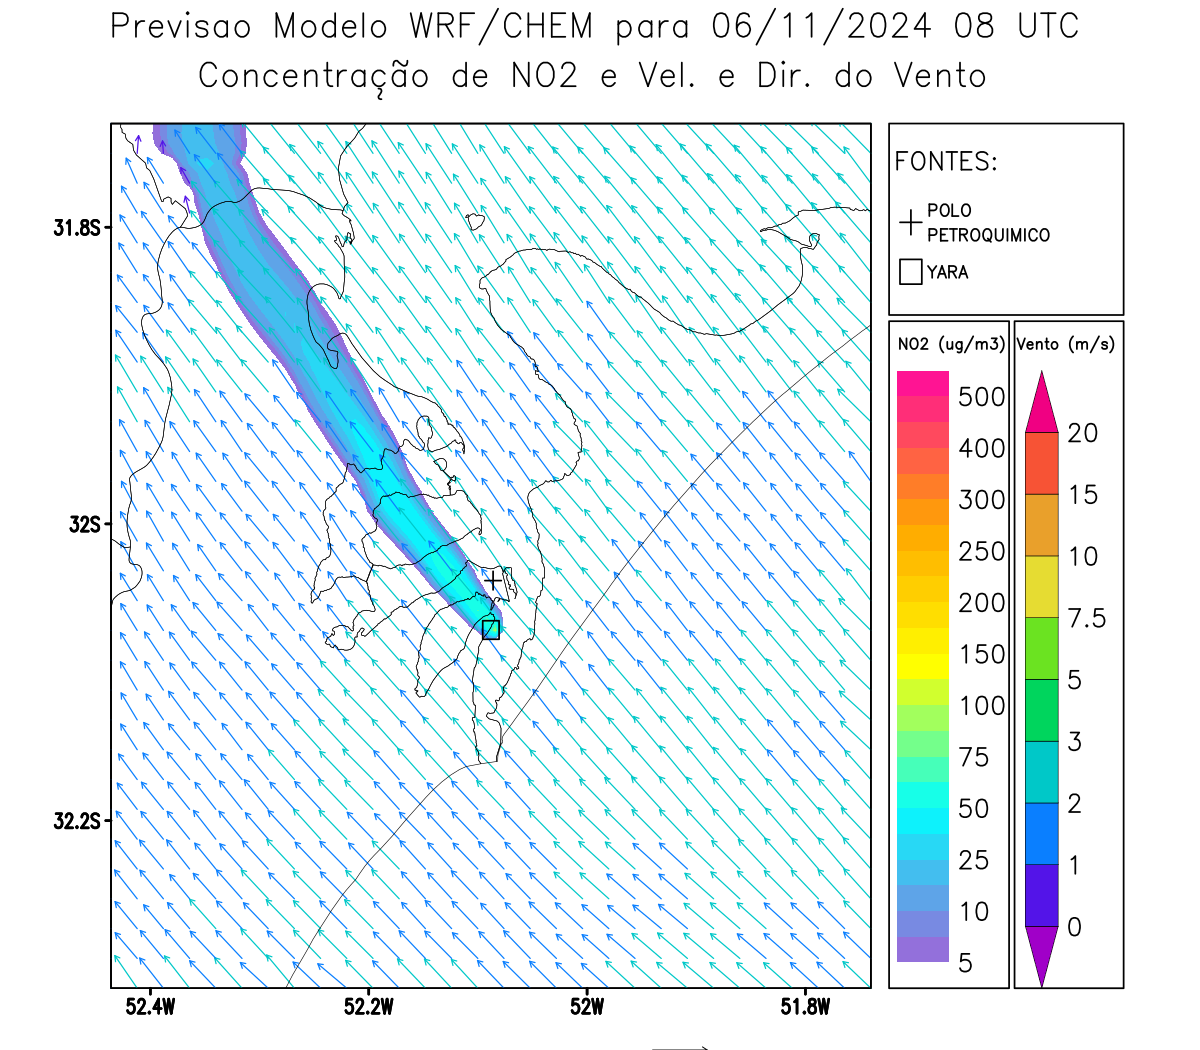 Previsao Modelo WRF/CHEM para 06/11/2024 08 UTC
Concentração de NO2 e Vel. e Dir. do Vento
FONTES:
POLO
PETROQUIMICO
YARA
31.8S
32S
32.2S
52.4W 52.2W 52W 51.8W
NO2 (ug/m3)
500
400
300
250
200
150
100
75
50
25
10
5
Vento (m/s)
20
15
10
7.5
5
3
2
1
0